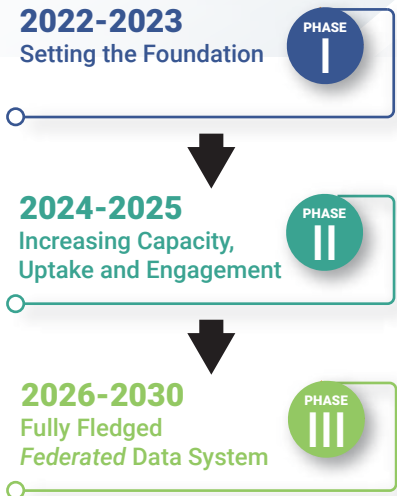 2022-2023
Setting the Foundation
PHASE
I
2024-2025
Increasing Capacity,
Uptake and Engagement
PHASE
II
2026-2030
Fully Fledged
Federated Data System
PHASE
III